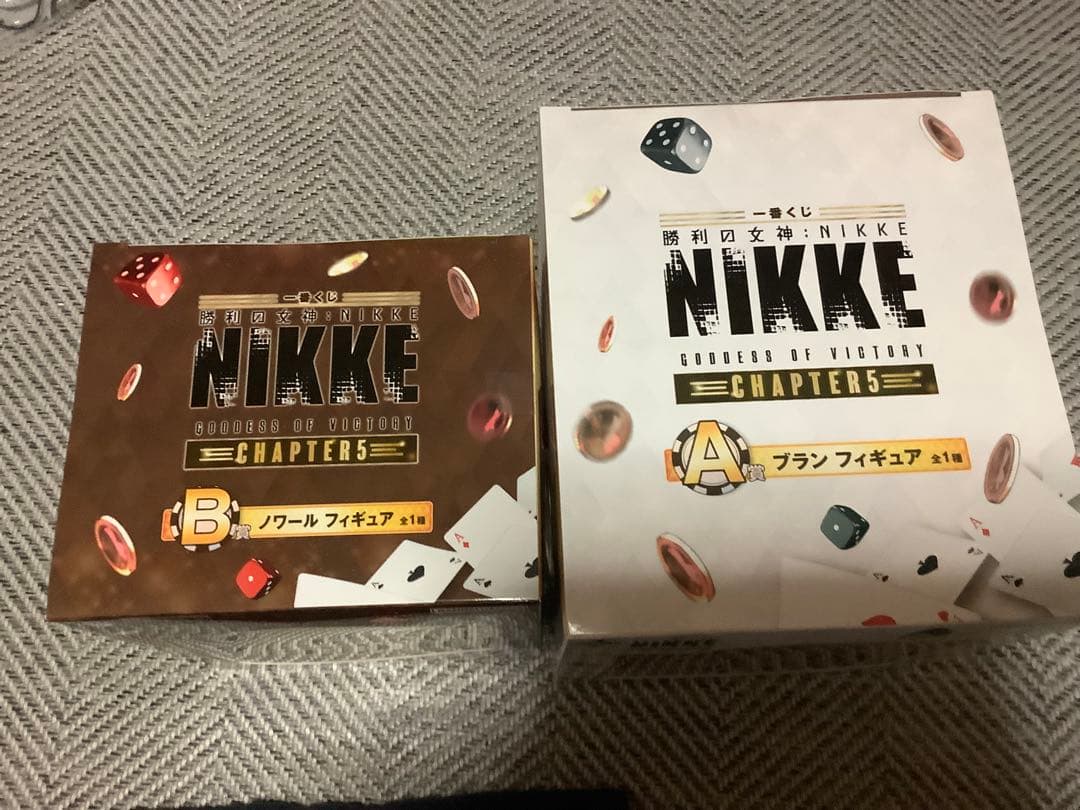 一番くじ
勝利の女神:NIKKE
NIKKE
GODDESS OF VICTORY
CHAPTER5
B賞 ノワール フィギュア 全1種
一番くじ
勝利の女神:NIKKE
NIKKE
GODDESS OF VICTORY
CHAPTER5
A賞 ブラン フィギュア 全1種
NIKKE